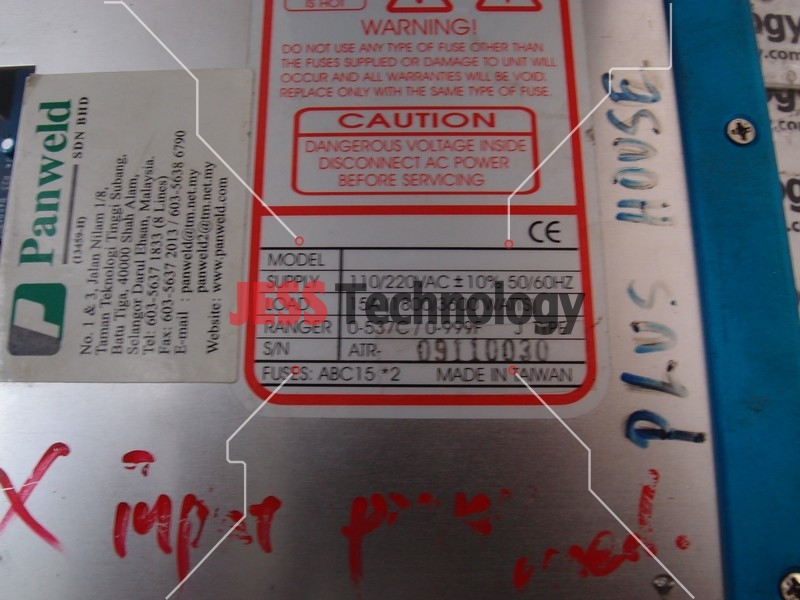 IS HOT
WARNING!
DO NOT USE ANY TYPE OF FUSE OTHER THAN
THE FUSES SUPPLIED OR DAMAGE TO UNIT WILL
OCCUR AND ALL WARRANTIES WILL BE VOID.
REPLACE ONLY WITH THE SAME TYPE OF FUSE.
CAUTION
DANGEROUS VOLTAGE INSIDE
DISCONNECT AC POWER
BEFORE SERVICING
CE
MODEL
SUPPLY 110/220VAC ± 10% 50/60HZ
LOAD 15A
RANGER 0-537C / 0-999F
S/N ATR- 09110030
FUSES: ABC15 *2 MADE IN TAIWAN
JESS Technology
Panweld
SDN BHD
(13459-H)
No. 1 & 3, Jalan Nilam 1/8,
Taman Teknologi Tinggi Subang,
Batu Tiga, 40000 Shah Alam,
Selangor Darul Ehsan, Malaysia.
Tel: 603-5637 1833 (8 Lines)
Fax: 603-5637 2013 / 603-5638 6790
E-mail : panweld@tm.net.my
panweld2@tm.net.my
Website: www.panweld.com
PLUS HOUSE
X input
Technology
y.com